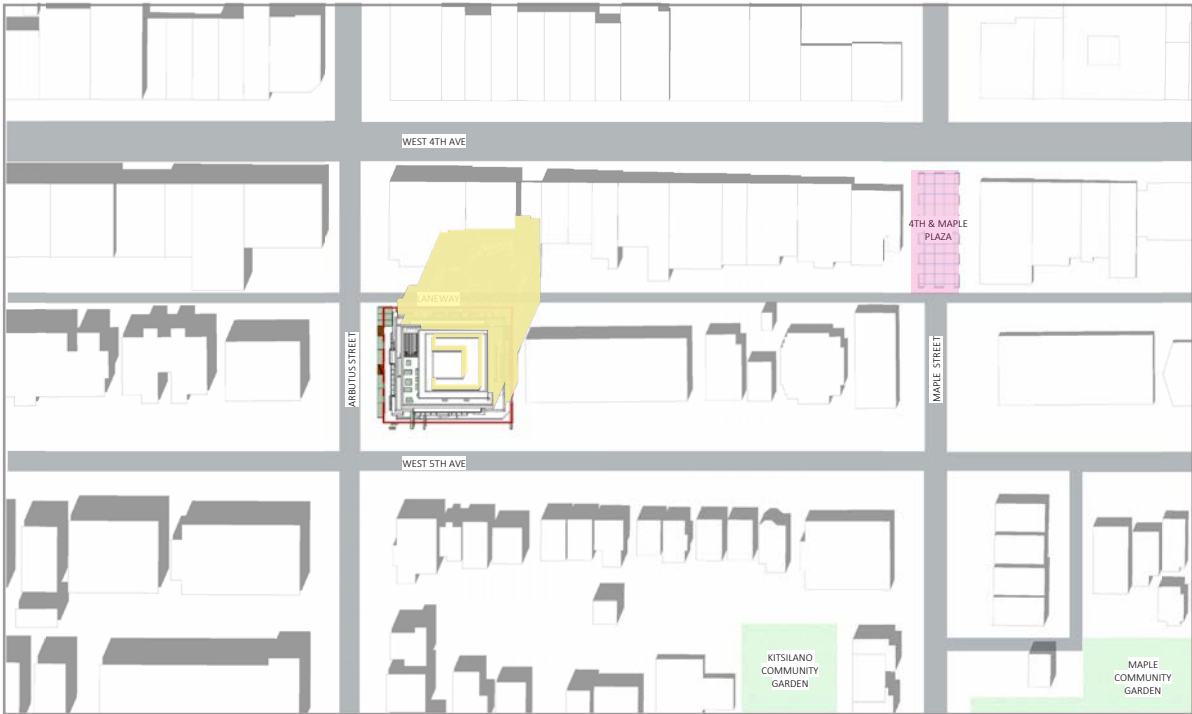 WEST 4TH AVE
4TH & MAPLE
PLAZA
LANEWAY
ARBUTUS STREET
MAPLE STREET
WEST 5TH AVE
KITSILANO
COMMUNITY
GARDEN
MAPLE
COMMUNITY
GARDEN